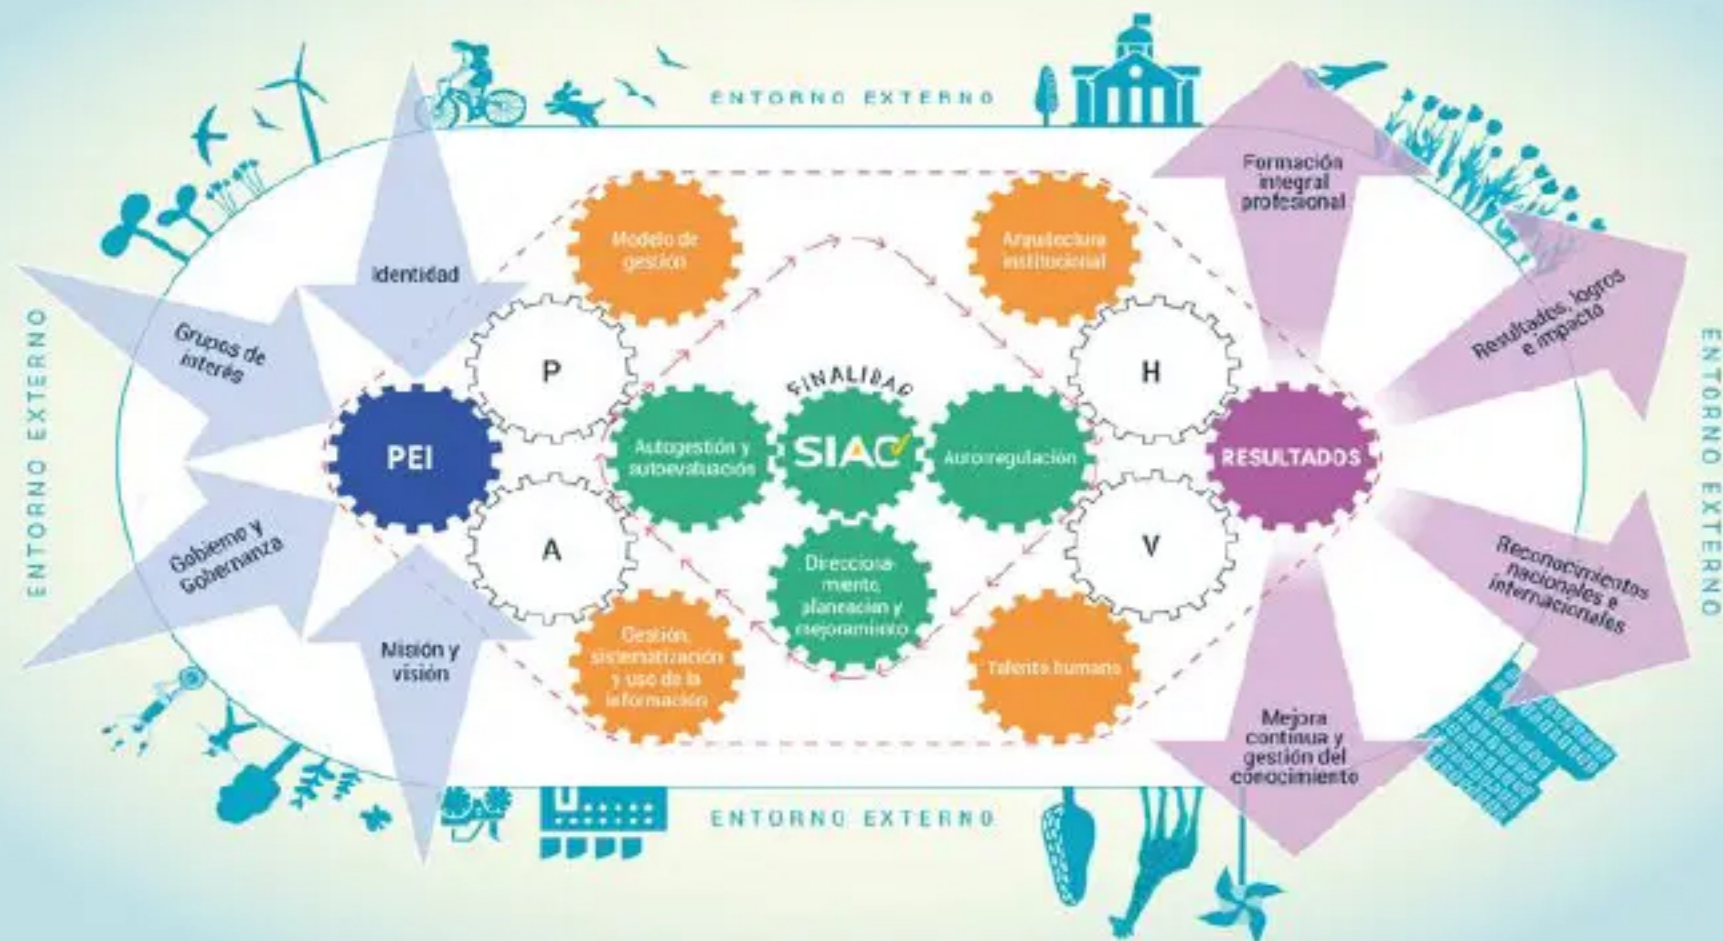 ENTORNO EXTERNO
Formación
integral
profesional
Modelo de
gestión
Arquitectura
institucional
Identidad
Resultados, logros
e impacto
Grupos de
interés
ENTORNO EXTERNO
ENTORNO EXTERNO
P
H
FINALIDAD
PEI
Autogestión y
autoevaluación
SIAC
Autorregulación
RESULTADOS
A
V
Gobierno y
Gobernanza
Direcciona-
miento,
planeación y
mejoramiento
Reconocimientos
nacionales e
internacionales
Misión y
visión
Gestión,
sistematización
y uso de la
información
Talento humano
Mejora
continua y
gestión del
conocimiento
ENTORNO EXTERNO